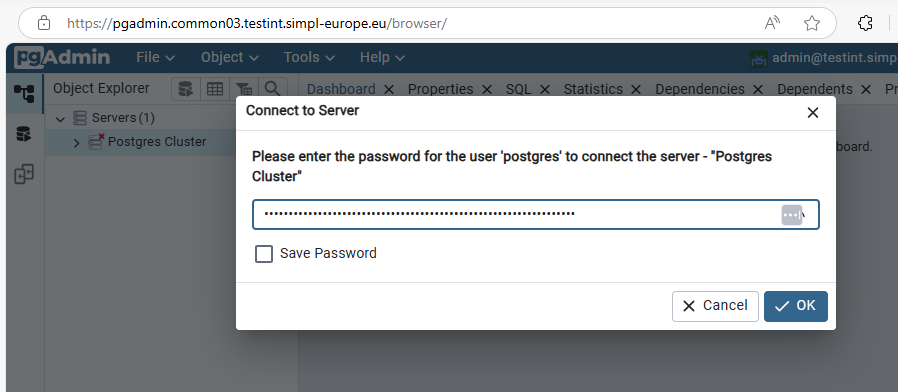 https://pgadmin.common03.testint.simpl-europe.eu/browser/
pgAdmin File Object Tools Help admin@testint.simp
Object Explorer Dashboard Properties SQL Statistics Dependencies Dependents Pr
Servers (1)
Postgres Cluster
board.
Connect to Server
Please enter the password for the user 'postgres' to connect the server - "Postgres
Cluster"
Save Password
Cancel OK